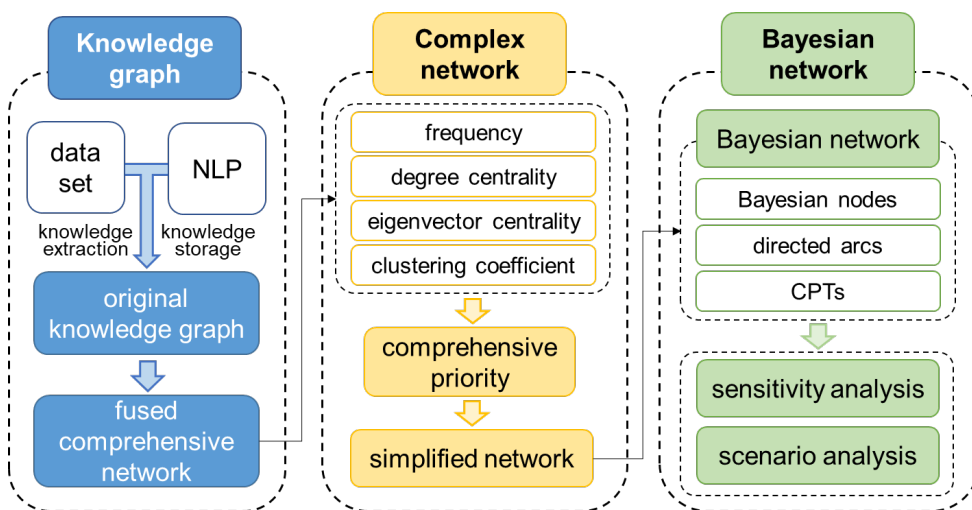 Knowledge
graph
data
set
NLP
knowledge
extraction
knowledge
storage
original
knowledge graph
fused
comprehensive
network
Complex
network
frequency
degree centrality
eigenvector centrality
clustering coefficient
comprehensive
priority
simplified network
Bayesian
network
Bayesian network
Bayesian nodes
directed arcs
CPTs
sensitivity analysis
scenario analysis